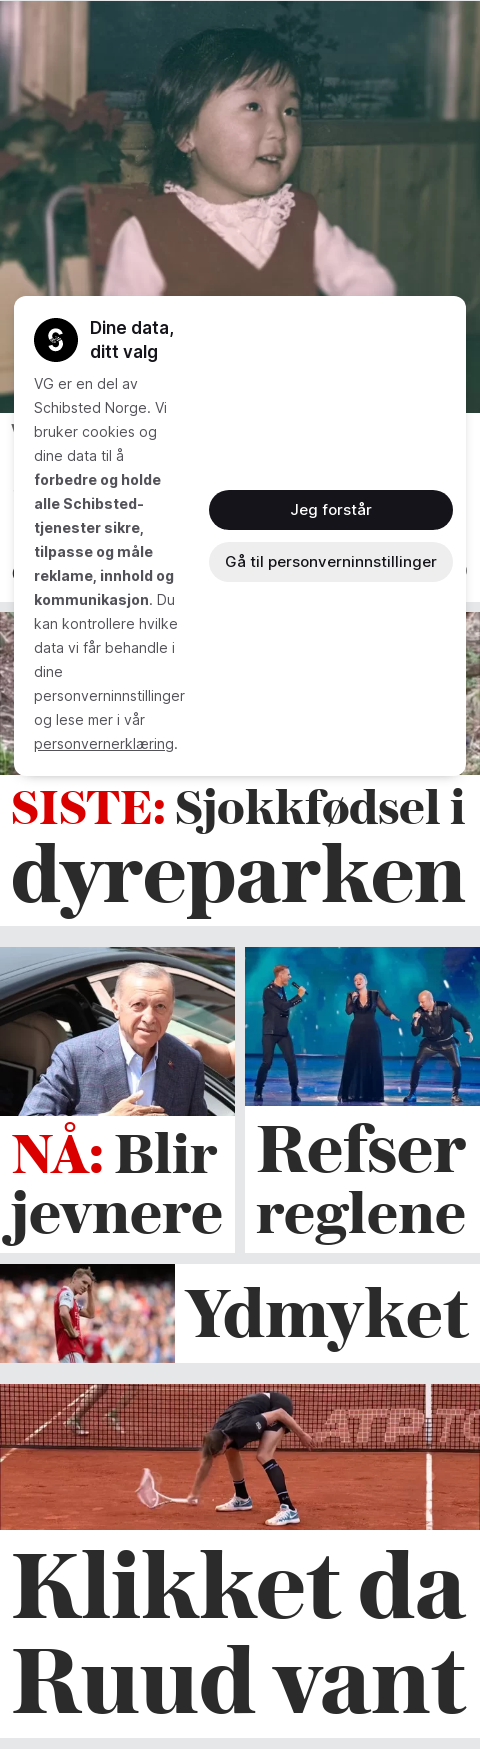 Dine data,
ditt valg
VG er en del av
Schibsted Norge. Vi
bruker cookies og
dine data til å
forbedre og holde
alle Schibsted-
tjenester sikre,
tilpasse og måle
reklame, innhold og
kommunikasjon. Du
kan kontrollere hvilke
data vi får behandle i
dine
personverninnstillinger
og lese mer i vår
personvernerklæring.
Jeg forstår
Gå til personverninnstillinger
SISTE: Sjokkfødsel i
dyreparken
NÅ: Blir
jevnere
Refser
reglene
Ydmyket
ATP TO
Klikket da
Ruud vant